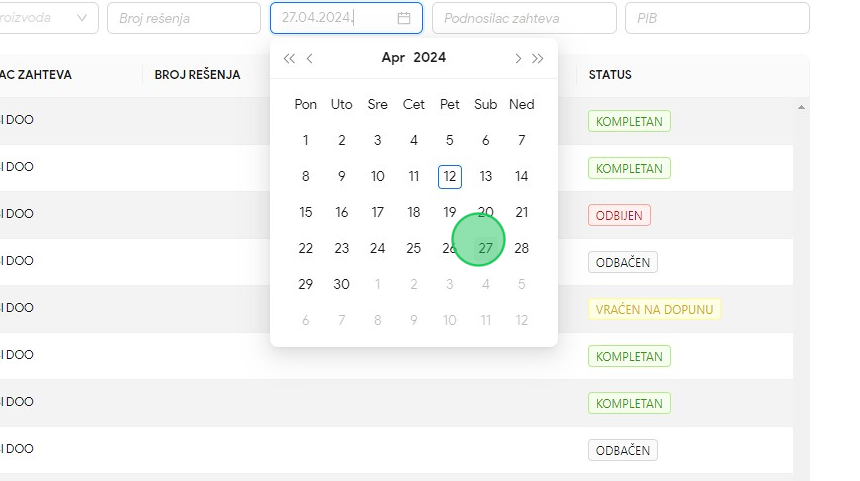 roizvoda Broj rešenja 27.04.2024. Podnosilac zahteva PIB
AC ZAHTEVA BROJ REŠENJA STATUS
Apr 2024
Pon Uto Sre Čet Pet Sub Ned
1 2 3 4 5 6 7
8 9 10 11 12 13 14
15 16 17 18 19 20 21
22 23 24 25 26 27 28
29 30 1 2 3 4 5
6 7 8 9 10 11 12
I DOO KOMPLETAN
I DOO KOMPLETAN
I DOO ODBIJEN
I DOO ODBAČEN
I DOO VRAĆEN NA DOPUNU
I DOO KOMPLETAN
I DOO KOMPLETAN
I DOO ODBAČEN